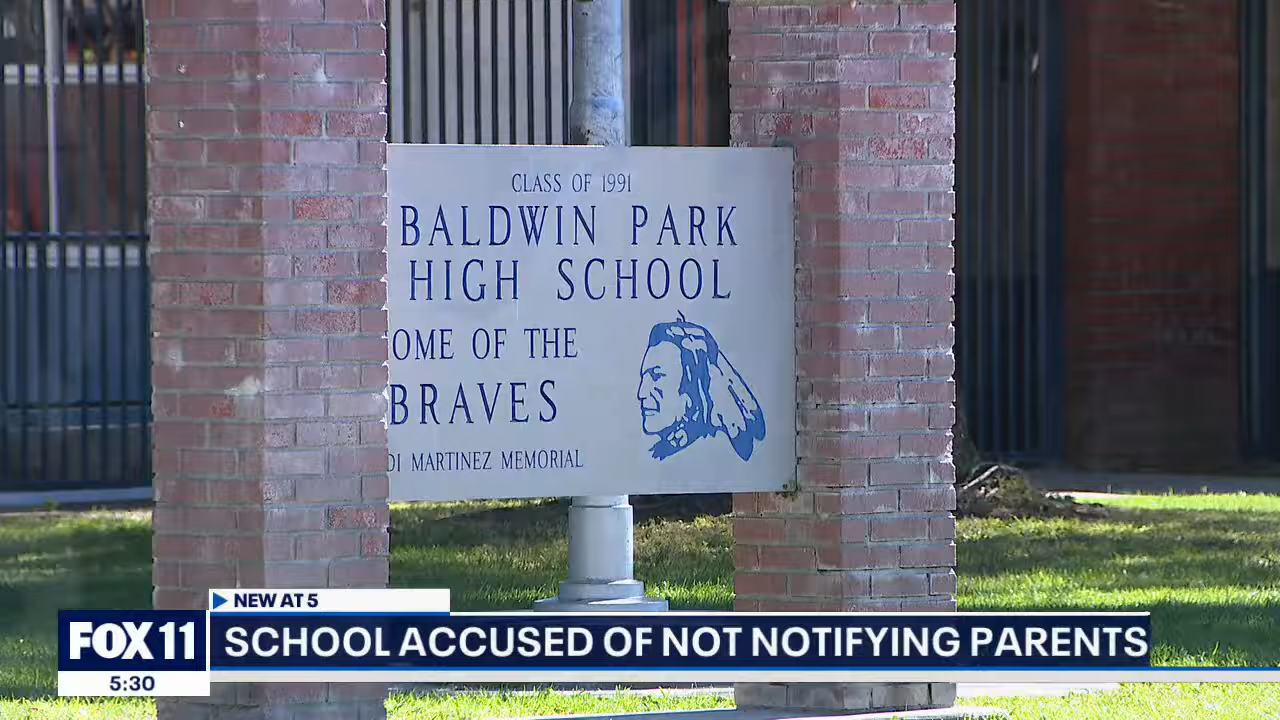 CLASS OF 1991
BALDWIN PARK
HIGH SCHOOL
OME OF THE
BRAVES
DI MARTINEZ MEMORIAL
NEW AT 5
FOX 11
SCHOOL ACCUSED OF NOT NOTIFYING PARENTS
5:30